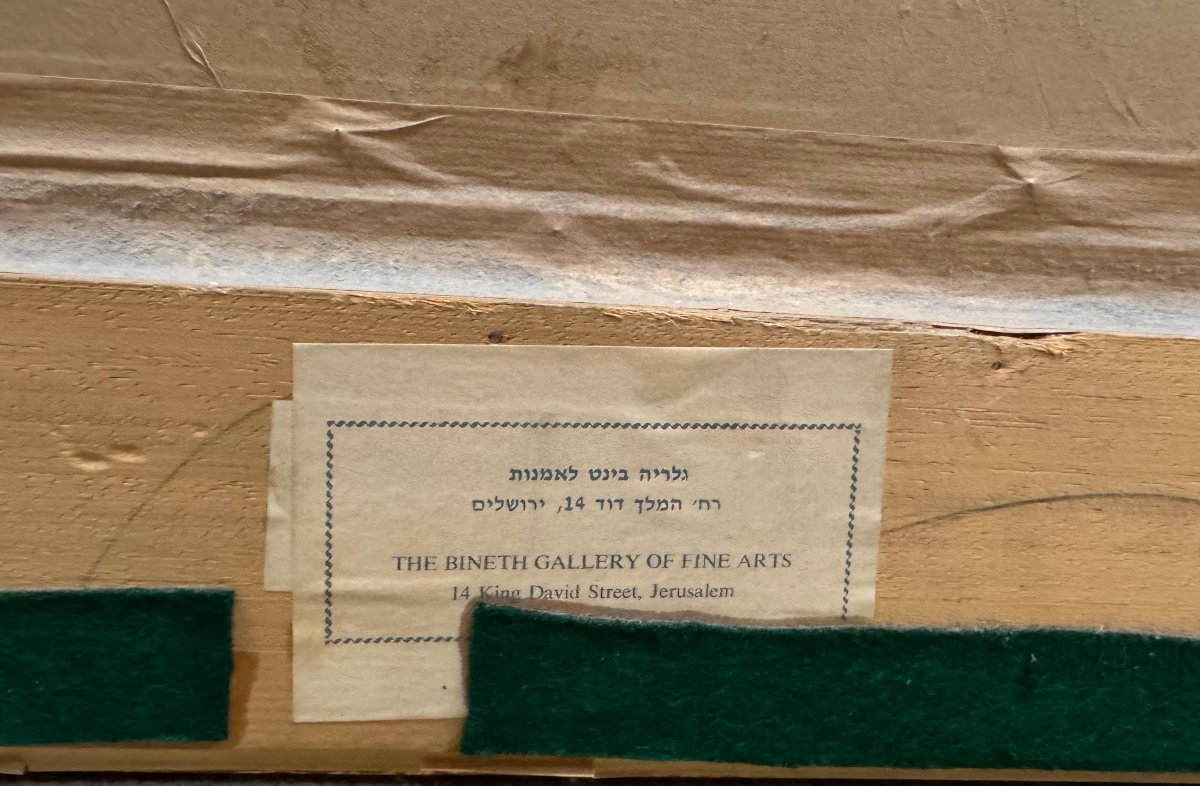 גלריה בינט לאמנות
רח׳ המלך דוד 14, ירושלים
THE BINETH GALLERY OF FINE ARTS
14 King David Street, Jerusalem